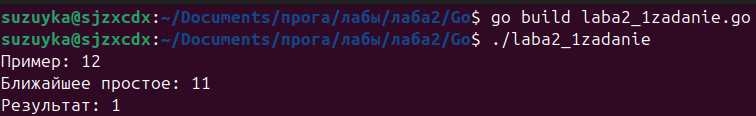 suzuyka@sjzxcdx:~/Documents/прога/лабы/лаба2/Go$ go build laba2_1zadanie.go
suzuyka@sjzxcdx:~/Documents/прога/лабы/лаба2/Go$ ./laba2_1zadanie
Пример: 12
Ближайшее простое: 11
Результат: 1